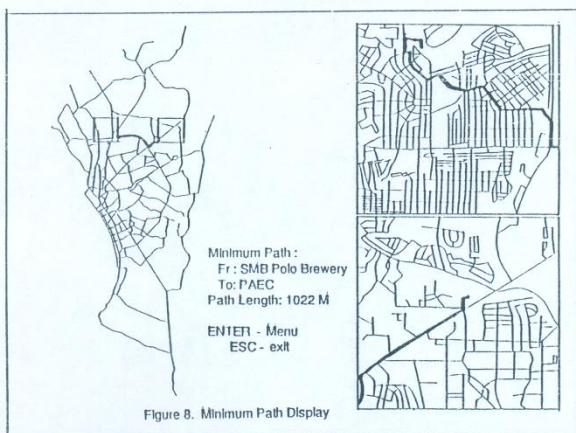 Minimum Path :
Fr : SMB Polo Brewery
To: PAEC
Path Length: 1022 M
ENTER - Menu
ESC - exit
Figure 8. Minimum Path Display